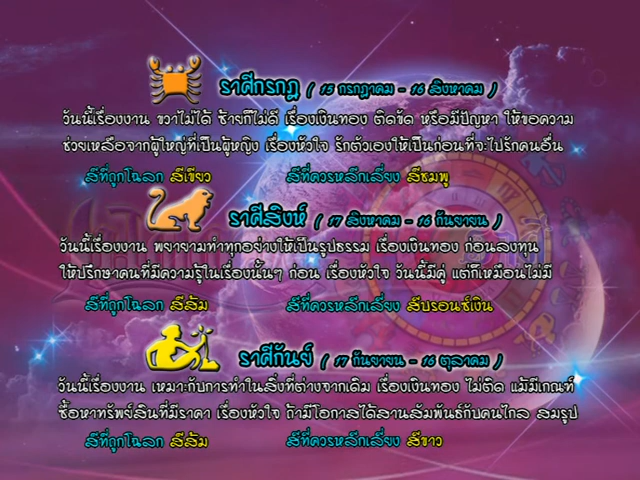 ราศีกรกฎ ( 15 กรกฎาคม - 16 สิงหาคม )
วันนี้เรื่องงาน ขวาไม่ได้ ซ้ายก็ไม่ดี เรื่องเงินทอง ติดขัด หรือมีปัญหา ให้ขอความ
ช่วยเหลือจากผู้ใหญ่ที่เป็นผู้หญิง เรื่องหัวใจ รักตัวเองให้เป็นก่อนที่จะไปรักคนอื่น
สีที่ถูกโฉลก สีเขียว สีที่ควรหลีกเลี่ยง สีชมพู
ราศีสิงห์ ( 17 สิงหาคม - 16 กันยายน )
วันนี้เรื่องงาน พยายามทำทุกอย่างให้เป็นรูปธรรม เรื่องเงินทอง ก่อนลงทุน
ให้ปรึกษาคนที่มีความรู้ในเรื่องนั้นๆ ก่อน เรื่องหัวใจ วันนี้มีคู่ แต่ก็เหมือนไม่มี
สีที่ถูกโฉลก สีส้ม สีที่ควรหลีกเลี่ยง สีบรอนซ์เงิน
ราศีกันย์ ( 17 กันยายน - 16 ตุลาคม )
วันนี้เรื่องงาน เหมาะกับการทำในสิ่งที่ต่างจากเดิม เรื่องเงินทอง ไม่ติด แม้มีเกณฑ์
ซื้อหาทรัพย์สินที่มีราคา เรื่องหัวใจ ถ้ามีโอกาสได้สานสัมพันธ์กับคนไกล สมรูป
สีที่ถูกโฉลก สีส้ม สีที่ควรหลีกเลี่ยง สีขาว